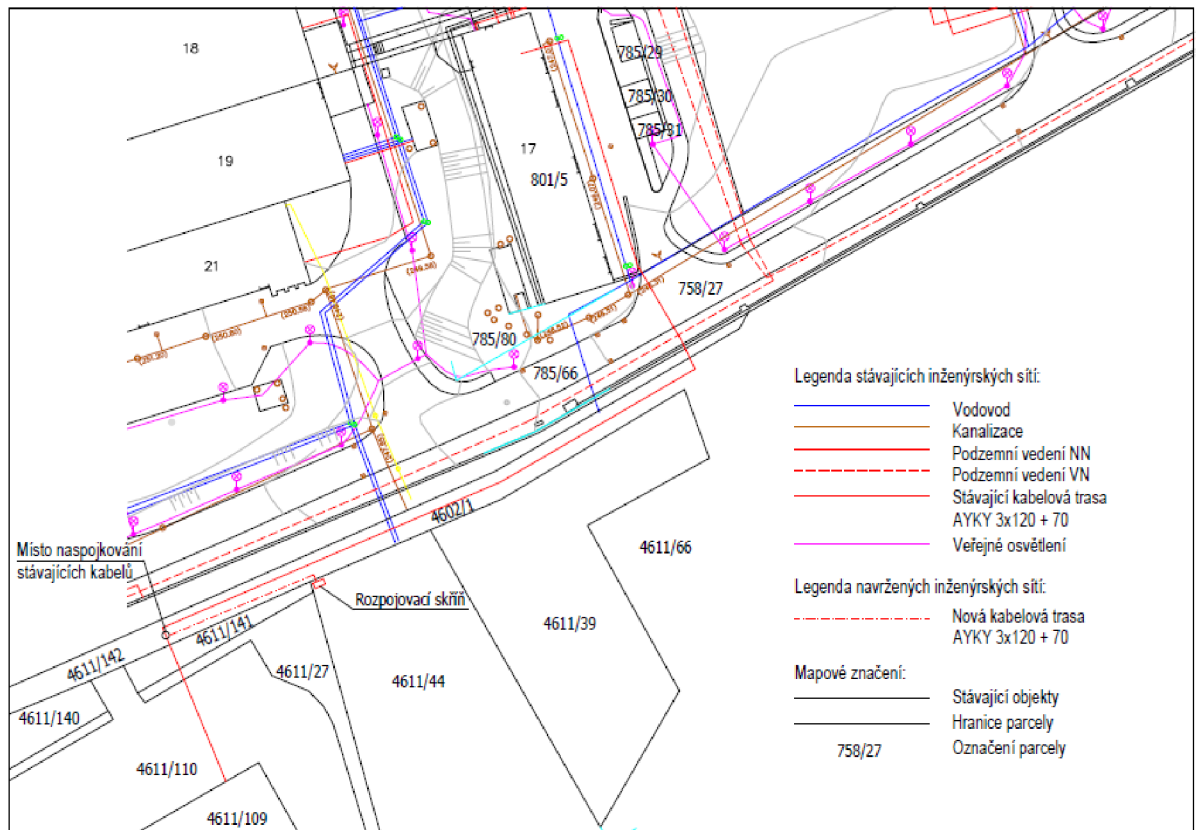 18
785/29
785/30
785/31
19
17
801/5
21
758/27
785/80
785/66
(250,80)
4602/1
4611/66
Místo naspojkování
stávajících kabelů
Rozpojovací skříň
4611/141
4611/142
4611/27
4611/44
4611/39
4611/140
4611/110
4611/109
Legenda stávajících inženýrských sítí:
Vodovod
Kanalizace
Podzemní vedení NN
Podzemní vedení VN
Stávající kabelová trasa
AYKY 3x120 + 70
Veřejné osvětlení
Legenda navržených inženýrských sítí:
Nová kabelová trasa
AYKY 3x120 + 70
Mapové značení:
Stávající objekty
Hranice parcely
758/27
Označení parcely